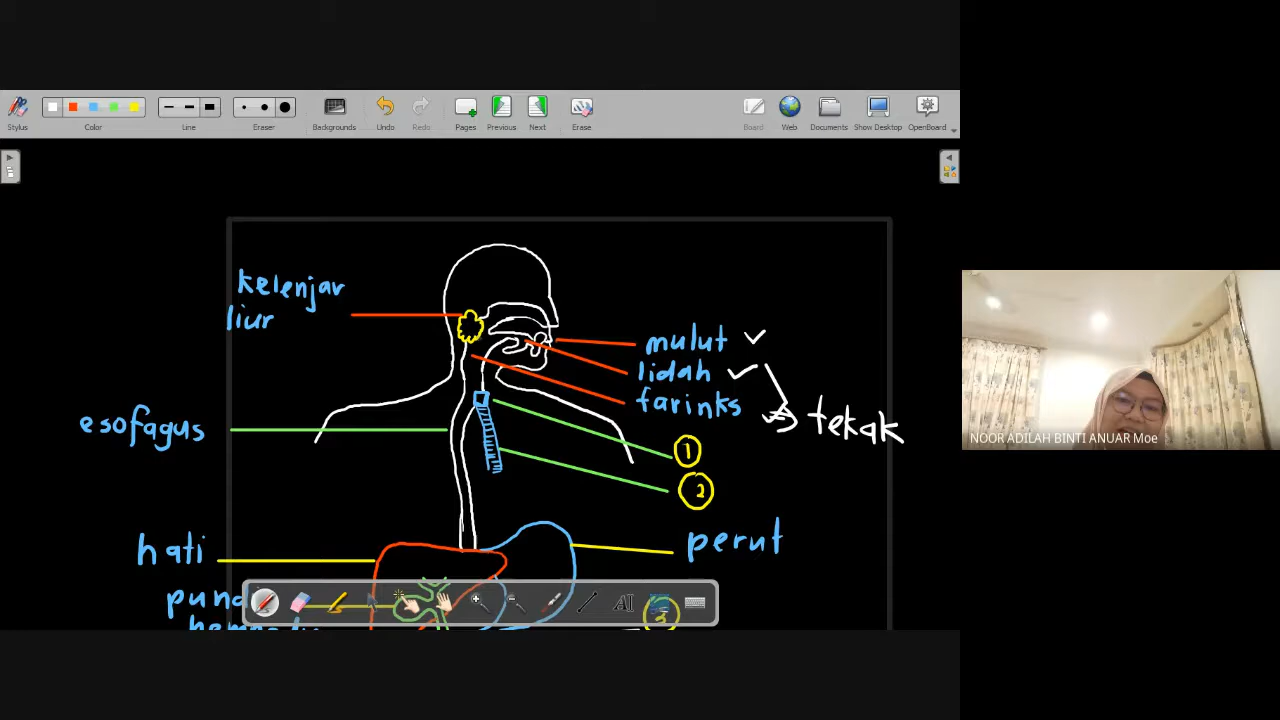 Stylus
Color
Line
Eraser
Backgrounds
Undo
Redo
Pages
Previous
Next
Erase
Board
Web
Documents
Show Desktop
OpenBoard
kelenjar
liur
mulut
lidah
farinks
tekak
esofagus
1
2
hati
perut
3
NOOR ADILAH BINTI ANUAR Moe